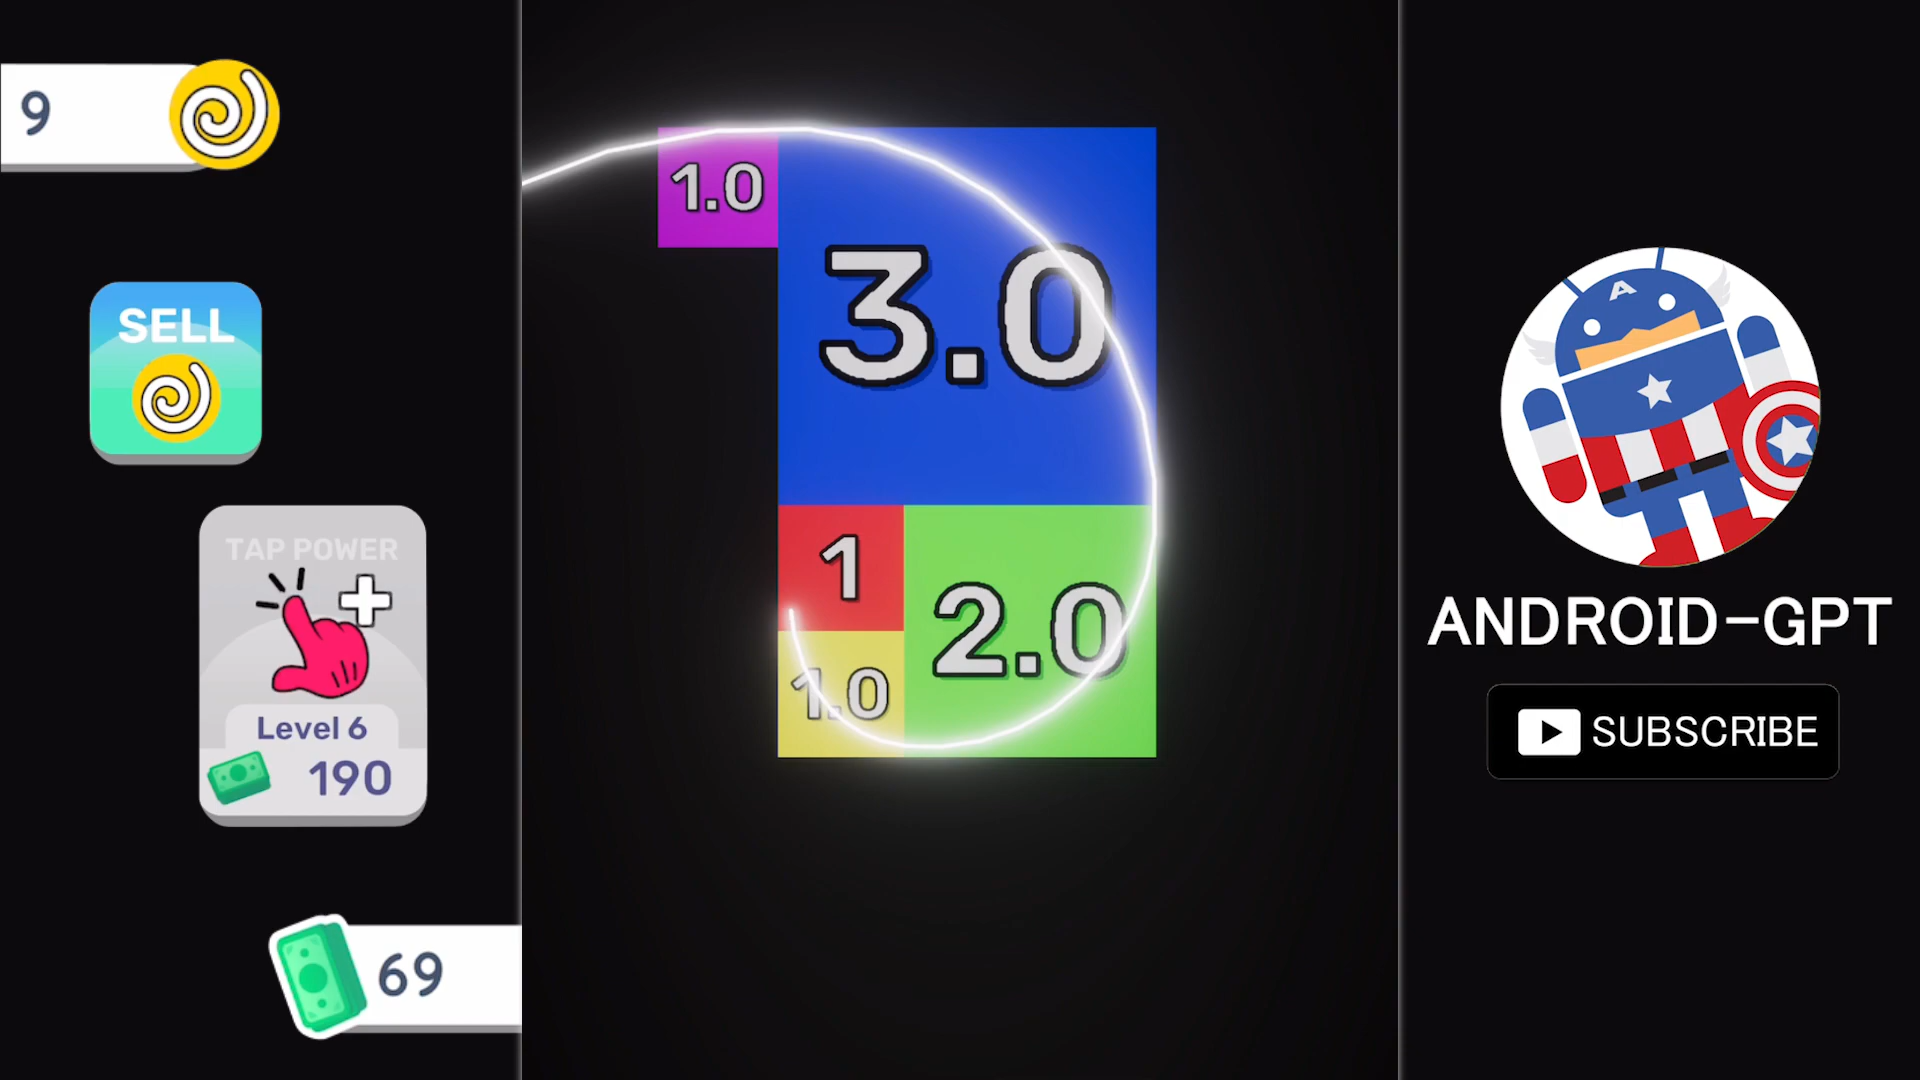 9
SELL
TAP POWER
Level 6
190
69
1.0
3.0
1
2.0
1.0
A
ANDROID-GPT
SUBSCRIBE